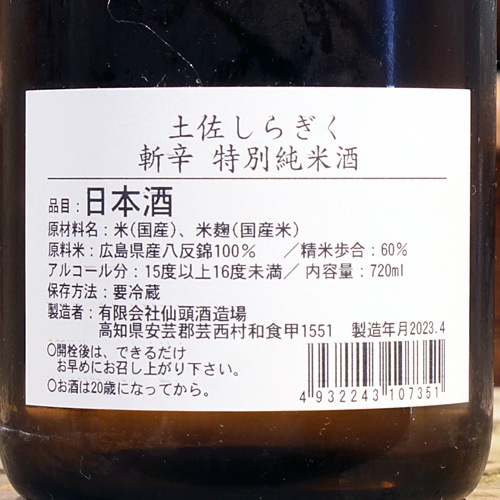 土佐しらぎく
斬辛 特別純米酒
品目：日本酒
原材料名：米(国産)、米麹(国産米)
原料米：広島県産八反錦100％　／精米歩合：60％
アルコール分：15度以上16度未満／内容量：720ml
保存方法：要冷蔵
製造者：有限会社仙頭酒造場
高知県安芸郡芸西村和食甲1551　製造年月2023.4
○開栓後は、できるだけ
お早めにお召し上がり下さい。
○お酒は20歳になってから。
4 932243 107351